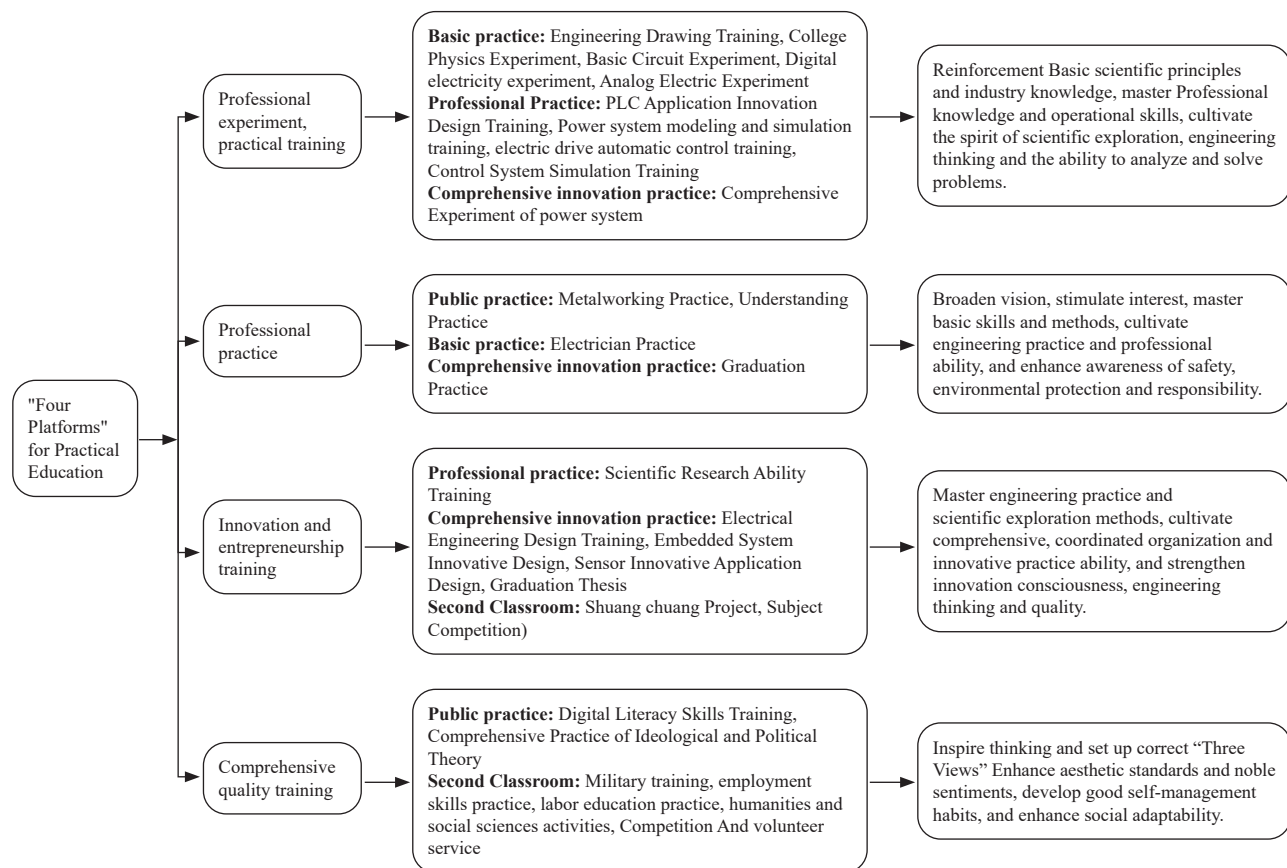 "Four
Platforms"
for Practical
Education
Professional
experiment,
practical training
Basic practice: Engineering Drawing Training, College
Physics Experiment, Basic Circuit Experiment, Digital
electricity experiment, Analog Electric Experiment
Professional Practice: PLC Application Innovation
Design Training, Power system modeling and simulation
training, electric drive automatic control training,
Control System Simulation Training
Comprehensive innovation practice: Comprehensive
Experiment of power system
Reinforcement Basic scientific principles
and industry knowledge, master Professional
knowledge and operational skills, cultivate
the spirit of scientific exploration, engineering
thinking and the ability to analyze and solve
problems.
Professional
practice
Public practice: Metalworking Practice, Understanding
Practice
Basic practice: Electrician Practice
Comprehensive innovation practice: Graduation
Practice
Broaden vision, stimulate interest, master
basic skills and methods, cultivate
engineering practice and professional
ability, and enhance awareness of safety,
environmental protection and responsibility.
Innovation and
entrepreneurship
training
Professional practice: Scientific Research Ability
Training
Comprehensive innovation practice: Electrical
Engineering Design Training, Embedded System
Innovative Design, Sensor Innovative Application
Design, Graduation Thesis
Second Classroom: Shuang chuang Project, Subject
Competition)
Master engineering practice and
scientific exploration methods, cultivate
comprehensive, coordinated organization and
innovative practice ability, and strengthen
innovation consciousness, engineering
thinking and quality.
Comprehensive
quality training
Public practice: Digital Literacy Skills Training,
Comprehensive Practice of Ideological and Political
Theory
Second Classroom: Military training, employment
skills practice, labor education practice, humanities and
social sciences activities, Competition And volunteer
service
Inspire thinking and set up correct “Three
Views” Enhance aesthetic standards and noble
sentiments, develop good self-management
habits, and enhance social adaptability.